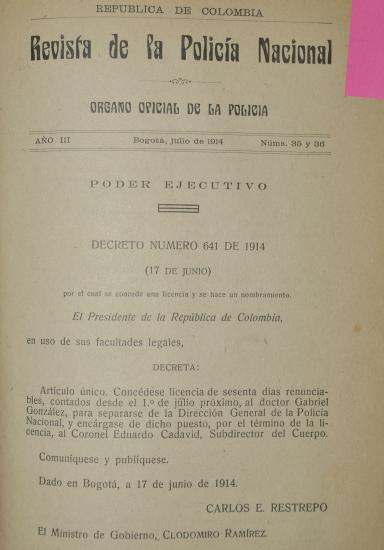 REPUBLICA DE COLOMBIA
Revista de la Policía Nacional
ORGANO OFICIAL DE LA POLICIA
AÑO III Bogotá, julio de 1914 Núms. 35 y 36
PODER EJECUTIVO
DECRETO NUMERO 641 DE 1914
(17 DE JUNIO)
por el cual se concede una licencia y se hace un nombramiento.
El Presidente de la República de Colombia,
en uso de sus facultades legales,
DECRETA:
Artículo único. Concédese licencia de sesenta días renuncia-
bles, contados desde el 1.º de julio próximo, al doctor Gabriel
González, para separarse de la Dirección General de la Policía
Nacional, y encárgase de dicho puesto, por el término de la li-
cencia, al Coronel Eduardo Cadavid, Subdirector del Cuerpo.
Comuníquese y publíquese.
Dado en Bogotá, a 17 de junio de 1914.
CARLOS E. RESTREPO
El Ministro de Gobierno, CLODOMIRO RAMÍREZ.